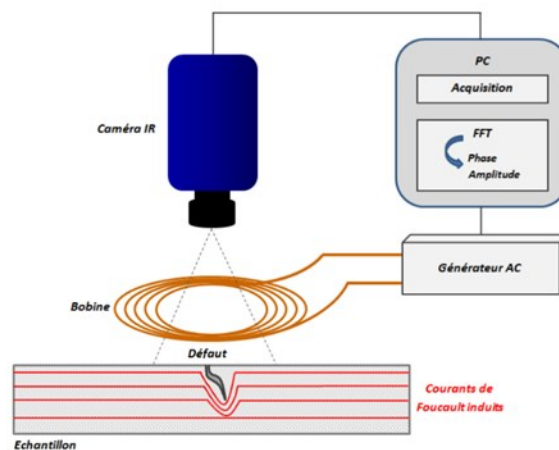 PC
Acquisition
FFT
Phase
Amplitude
Caméra IR
Générateur AC
Bobine
Défaut
Courants de
Foucault induits
Echantillon